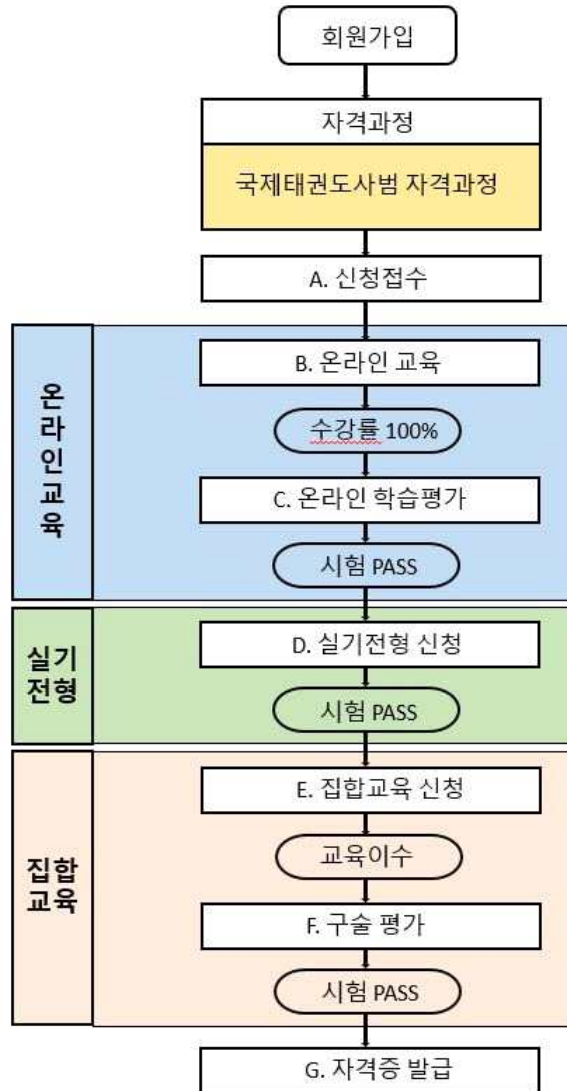 회원가입
자격과정
국제태권도사범 자격과정
A. 신청접수
온
라
인
교
육
B. 온라인 교육
수강률 100%
C. 온라인 학습평가
시험 PASS
실기
전형
D. 실기전형 신청
시험 PASS
집합
교육
E. 집합교육 신청
교육이수
F. 구술 평가
시험 PASS
G. 자격증 발급